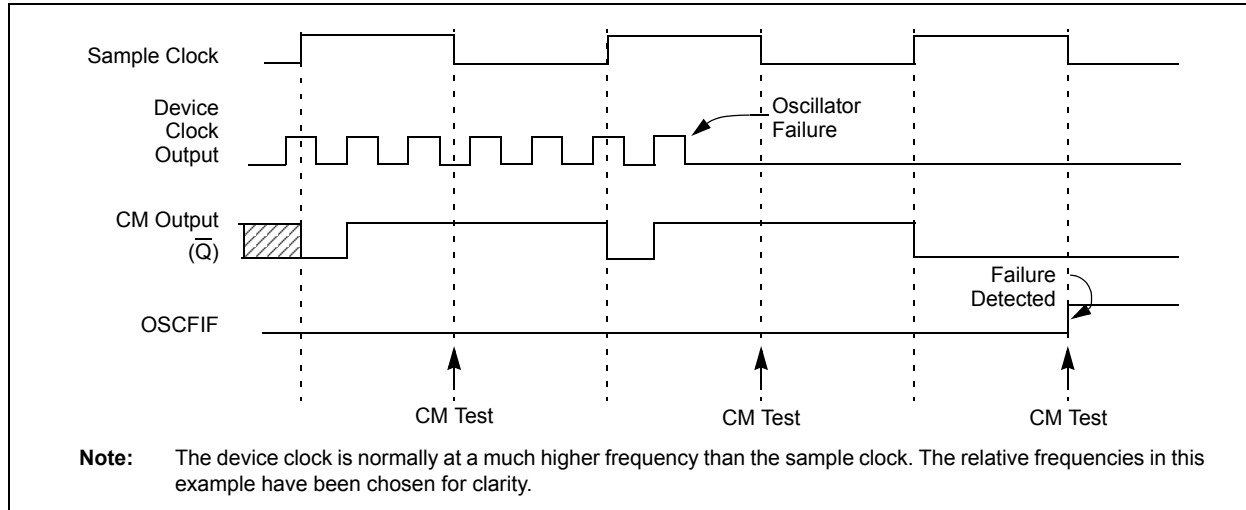 Sample Clock
Device
Clock
Output
Oscillator
Failure
CM Output
(Q̅)
Failure
Detected
OSCFIF
CM Test
CM Test
CM Test
Note: The device clock is normally at a much higher frequency than the sample clock. The relative frequencies in this
example have been chosen for clarity.